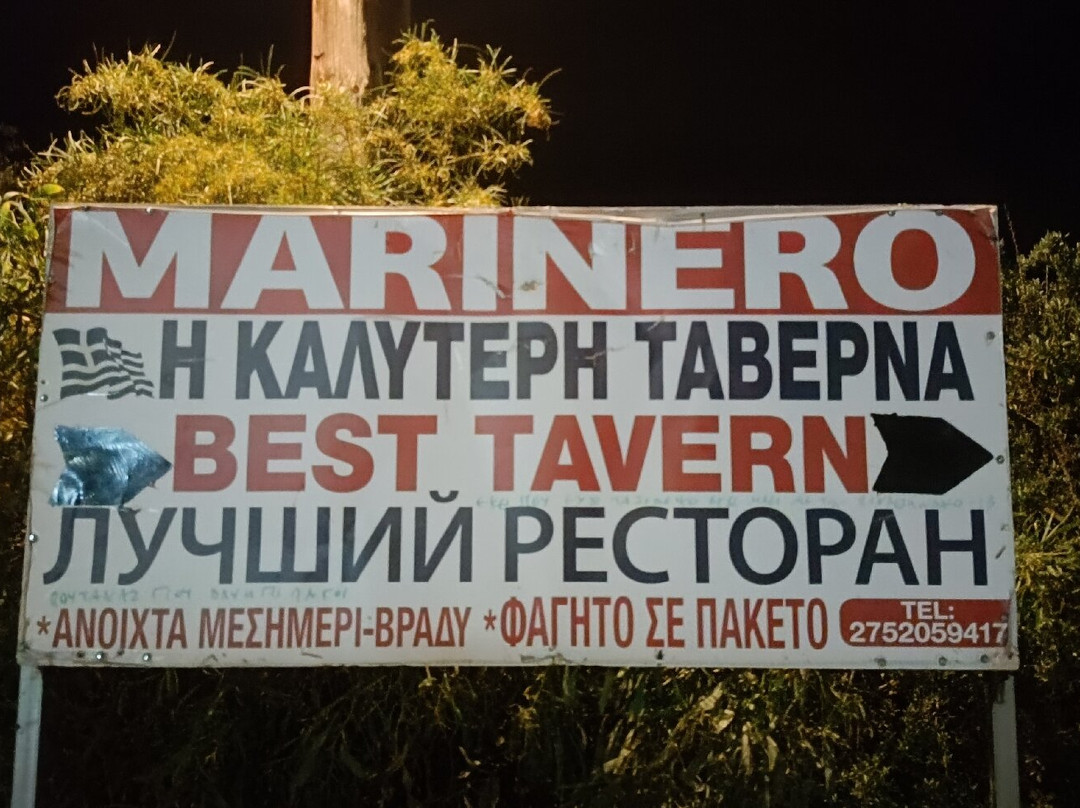 MARINERO
Η ΚΑΛΥΤΕΡΗ ΤΑΒΕΡΝΑ
BEST TAVERN
ЛУЧШИЙ РЕСТОРАН
*ΑΝΟΙΧΤΑ ΜΕΣΗΜΕΡΙ-ΒΡΑΔΥ *ΦΑΓΗΤΟ ΣΕ ΠΑΚΕΤΟ
TEL:
2752059417